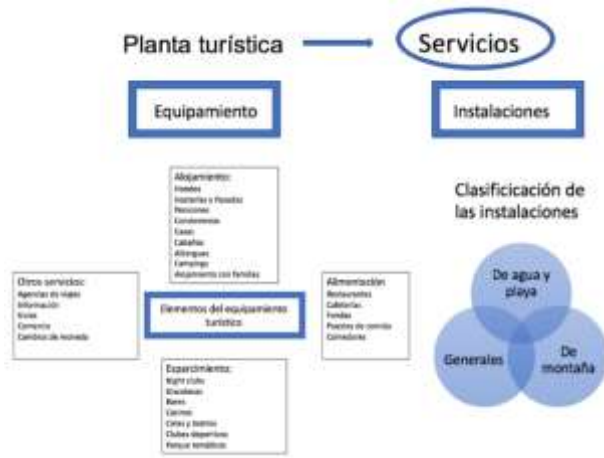 Planta turística
Servicios
Equipamiento
Instalaciones
Alojamiento:
Hoteles
Hosterías y Posadas
Pensiones
Condominios
Casas
Cabañas
Albergues
Campings
Alojamiento con familias
Otros servicios:
Agencias de viajes
Información
Guías
Comercio
Cambios de moneda
Elementos del equipamiento
turístico
Alimentación
Restaurantes
Cafeterías
Fondas
Puestos de comida
Comedores
Esparcimiento:
Night clubs
Discotecas
Bares
Casinos
Cines y teatros
Clubes deportivos
Parque temáticos
Clasificicación de
las instalaciones
De agua y
playa
Generales
De
montaña